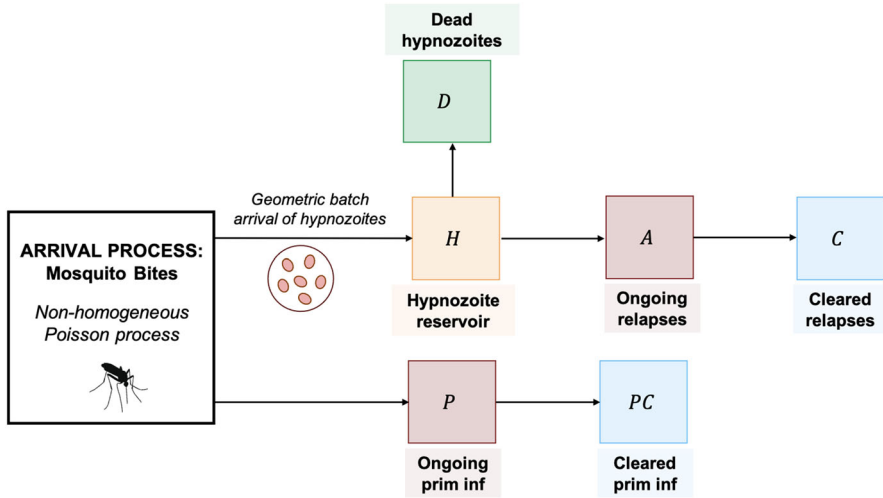 Dead
hypnozoites
D
Geometric batch
arrival of hypnozoites
ARRIVAL PROCESS:
Mosquito Bites
Non-homogeneous
Poisson process
H
A
C
Hypnozoite
reservoir
Ongoing
relapses
Cleared
relapses
P
PC
Ongoing
prim inf
Cleared
prim inf